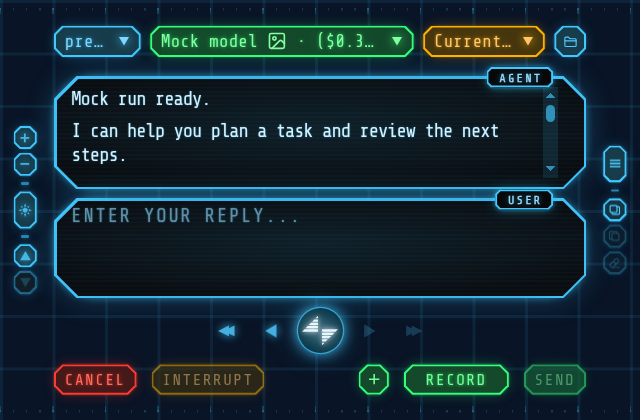 pre…
Mock model · ($0.3…
Current…
AGENT
Mock run ready.
I can help you plan a task and review the next
steps.
USER
ENTER YOUR REPLY...
CANCEL
INTERRUPT
+
RECORD
SEND